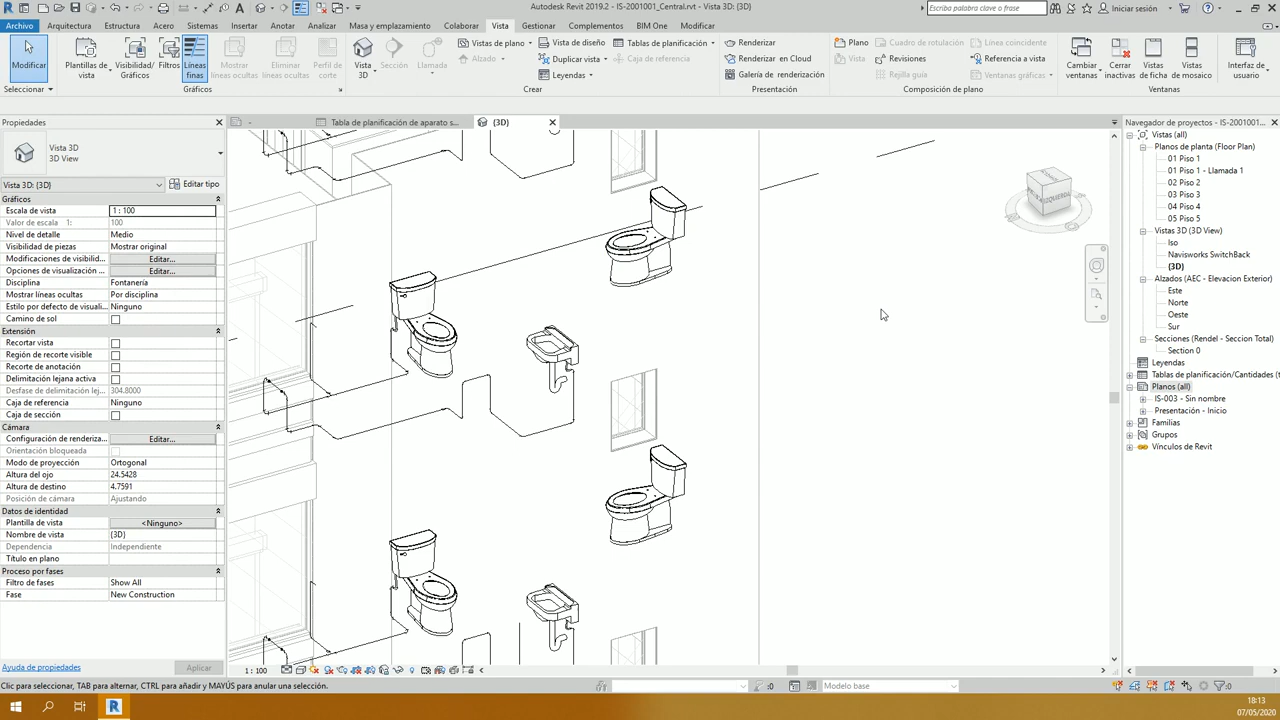 Autodesk Revit 2019.2 - IS-2001001_Central.rvt - Vista 3D: {3D}
Escriba palabra clave o frase
Iniciar sesión
Archivo Arquitectura Estructura Acero Sistemas Insertar Anotar Analizar Masa y emplazamiento Colaborar Vista Gestionar Complementos BIM One Modificar
Modificar
Plantillas de vista
Visibilidad/ Gráficos
Filtros
Líneas finas
Mostrar líneas ocultas
Eliminar líneas ocultas
Perfil de corte
Vista 3D
Sección
Llamada
Vistas de plano
Alzado
Vista de diseño
Duplicar vista
Leyendas
Tablas de planificación
Caja de referencia
Renderizar
Renderizar en Cloud
Galería de renderización
Plano
Vista
Cuadro de rotulación
Revisiones
Rejilla guía
Línea coincidente
Referencia a vista
Ventanas gráficas
Cambiar ventanas
Cerrar inactivas
Vistas de ficha
Vistas de mosaico
Interfaz de usuario
Seleccionar Gráficos Crear Presentación Composición de plano Ventanas
Propiedades
Tabla de planificación de aparato s...
{3D}
Vista 3D
3D View
Vista 3D: {3D}
Editar tipo
Gráficos
Escala de vista 1 : 100
Valor de escala 1: 100
Nivel de detalle Medio
Visibilidad de piezas Mostrar original
Modificaciones de visibilid... Editar...
Opciones de visualización ... Editar...
Disciplina Fontanería
Mostrar líneas ocultas Por disciplina
Estilo por defecto de visuali... Ninguno
Camino de sol
Extensión
Recortar vista
Región de recorte visible
Recorte de anotación
Delimitación lejana activa
Desfase de delimitación lej... 304.8000
Caja de referencia Ninguno
Caja de sección
Cámara
Configuración de renderiza... Editar...
Orientación bloqueada
Modo de proyección Ortogonal
Altura del ojo 24.5428
Altura de destino 4.7591
Posición de cámara Ajustando
Datos de identidad
Plantilla de vista <Ninguno>
Nombre de vista {3D}
Dependencia Independiente
Título en plano
Proceso por fases
Filtro de fases Show All
Fase New Construction
Ayuda de propiedades
Aplicar
Navegador de proyectos - IS-200100...
Vistas (all)
Planos de planta (Floor Plan)
01 Piso 1
01 Piso 1 - Llamada 1
02 Piso 2
03 Piso 3
04 Piso 4
05 Piso 5
Vistas 3D (3D View)
Iso
Navisworks SwitchBack
{3D}
Alzados (AEC - Elevacion Exterior)
Este
Norte
Oeste
Sur
Secciones (Rendel - Seccion Total)
Section 0
Leyendas
Tablas de planificación/Cantidades (t
Planos (all)
IS-003 - Sin nombre
Presentación - Inicio
Familias
Grupos
Vínculos de Revit
1 : 100
Clic para seleccionar, TAB para alternar, CTRL para añadir y MAYÚS para anular una selección.
:0
Modelo base
:0
18:13
07/05/2020